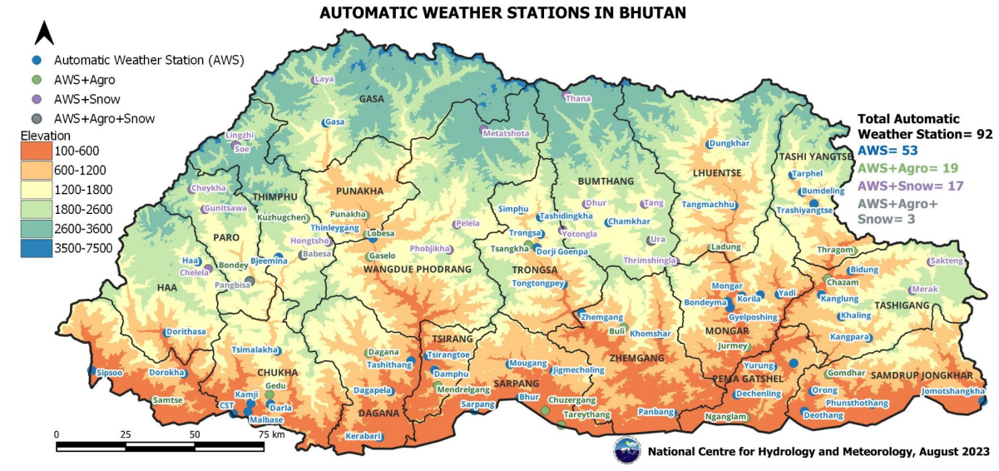 AUTOMATIC WEATHER STATIONS IN BHUTAN
Automatic Weather Station (AWS)
AWS+Agro
AWS+Snow
AWS+Agro+Snow
Elevation
100-600
600-1200
1200-1800
1800-2600
2600-3600
3500-7500
Total Automatic
Weather Station= 92
AWS= 53
AWS+Agro= 19
AWS+Snow= 17
AWS+Agro+
Snow= 3
Laya
GASA
Gasa
Thana
Lingzhi
Soe
Metatshota
Dungkhar
TASHI YANGTSE
Tarphel
LHUENTSE
BUMTHANG
Cheykha
PUNAKHA
Bumdeling
THIMPHU
Gunitsawa
Kuzhugchen
Punakha
Simphu
Tashidingkha
Dhur
Tang
Tangmachhu
Trashiyangtse
Thinleygang
Lobesa
Pelela
Chamkhar
Trongsa
Yotongla
PARO
Hongtsho
Ura
Babesa
Phobjikha
Tsangkha
Dorji Goenpa
Ladung
Thragom
Gaselo
Thrimshingla
Haa
Bondey
Bjeemina
Sakteng
Chelela
WANGDUE PHODRANG
TRONGSA
Bidung
Pangbisa
HAA
Tongtongpey
Mongar
Chazam
Merak
Bondeyma
Korila
Yadi
Kanglung
TASHIGANG
Zhemgang
Gyelposhing
Khaling
Dorithasa
Buli
Khomshar
MONGAR
Kangpara
TSIRANG
Jurmey
Tsimalakha
Dagana
Tsirangtoe
ZHEMGANG
Sipsoo
Dorokha
CHUKHA
Tashithang
Mougang
Jigmecholing
Yurung
Damphu
Gomdhar
SAMDRUP JONGKHAR
PEMA GATSHEL
Gedu
SARPANG
Mendrelgang
Kamji
Dagapela
Dechenling
Orong
Jomotshangkha
Samtse
Bhur
Chuzergang
CST
Darla
Sarpang
Phunsthothang
Malbase
DAGANA
Tareythang
Panbang
Nganglam
Deothang
Kerabari
0 25 50 75 km
National Centre for Hydrology and Meteorology, August 2023